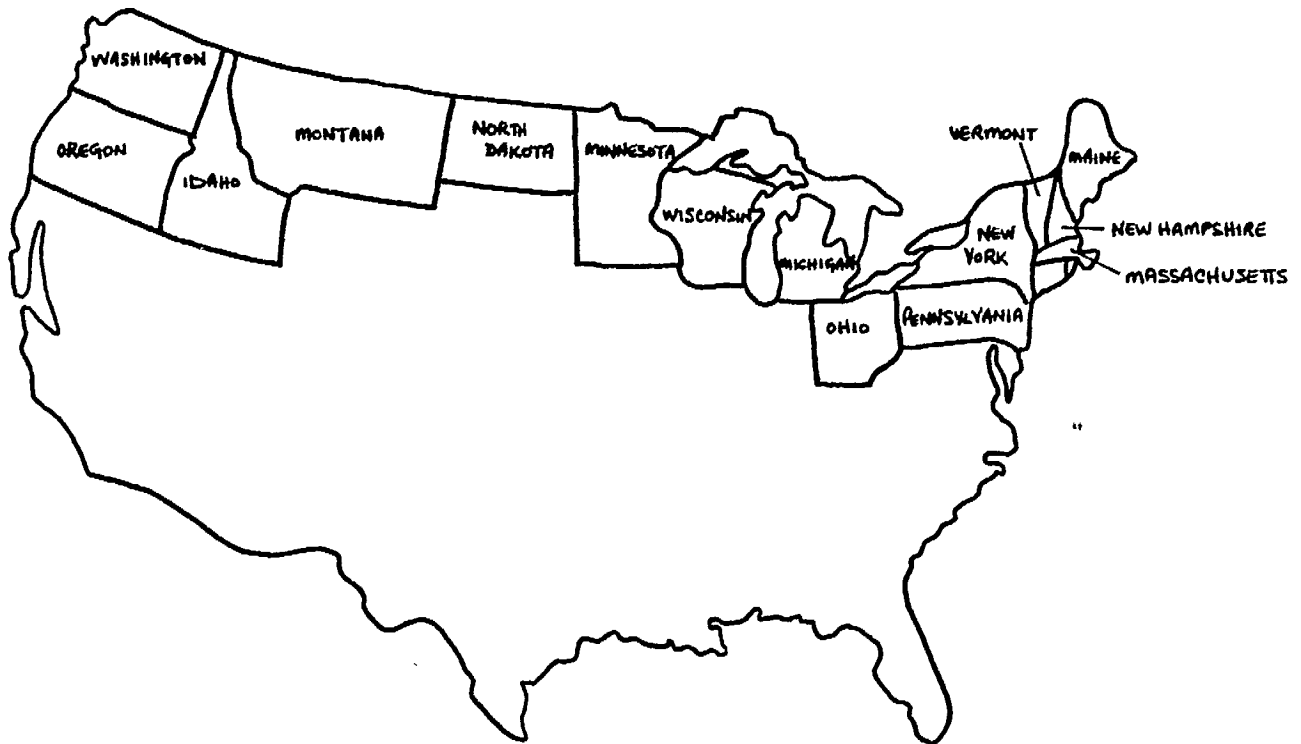 WASHINGTON
OREGON
IDAHO
MONTANA
NORTH
DAKOTA
MINNESOTA
WISCONSIN
MICHIGAN
OHIO
PENNSYLVANIA
NEW
YORK
VERMONT
MAINE
NEW HAMPSHIRE
MASSACHUSETTS